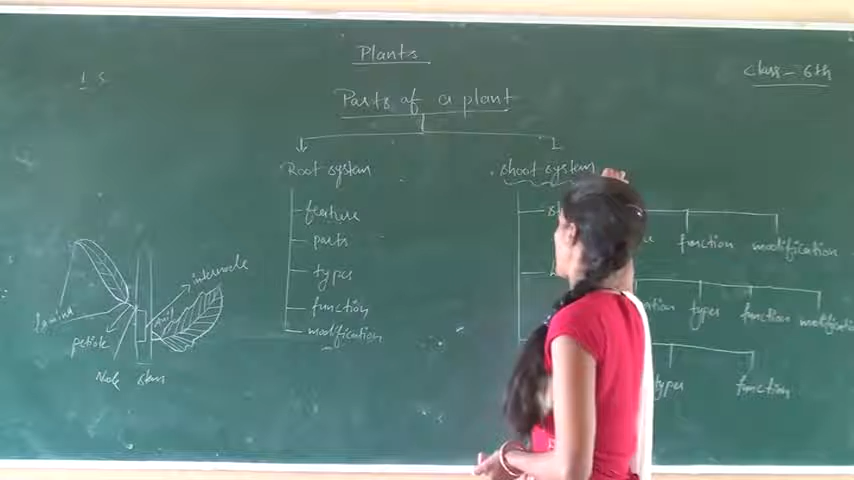 Plants
Class - 6th
Parts of a plant
Root system
shoot system
feature
parts
types
function
modification
function modification
types function
types function
internode
lamina
petiole
Node stem